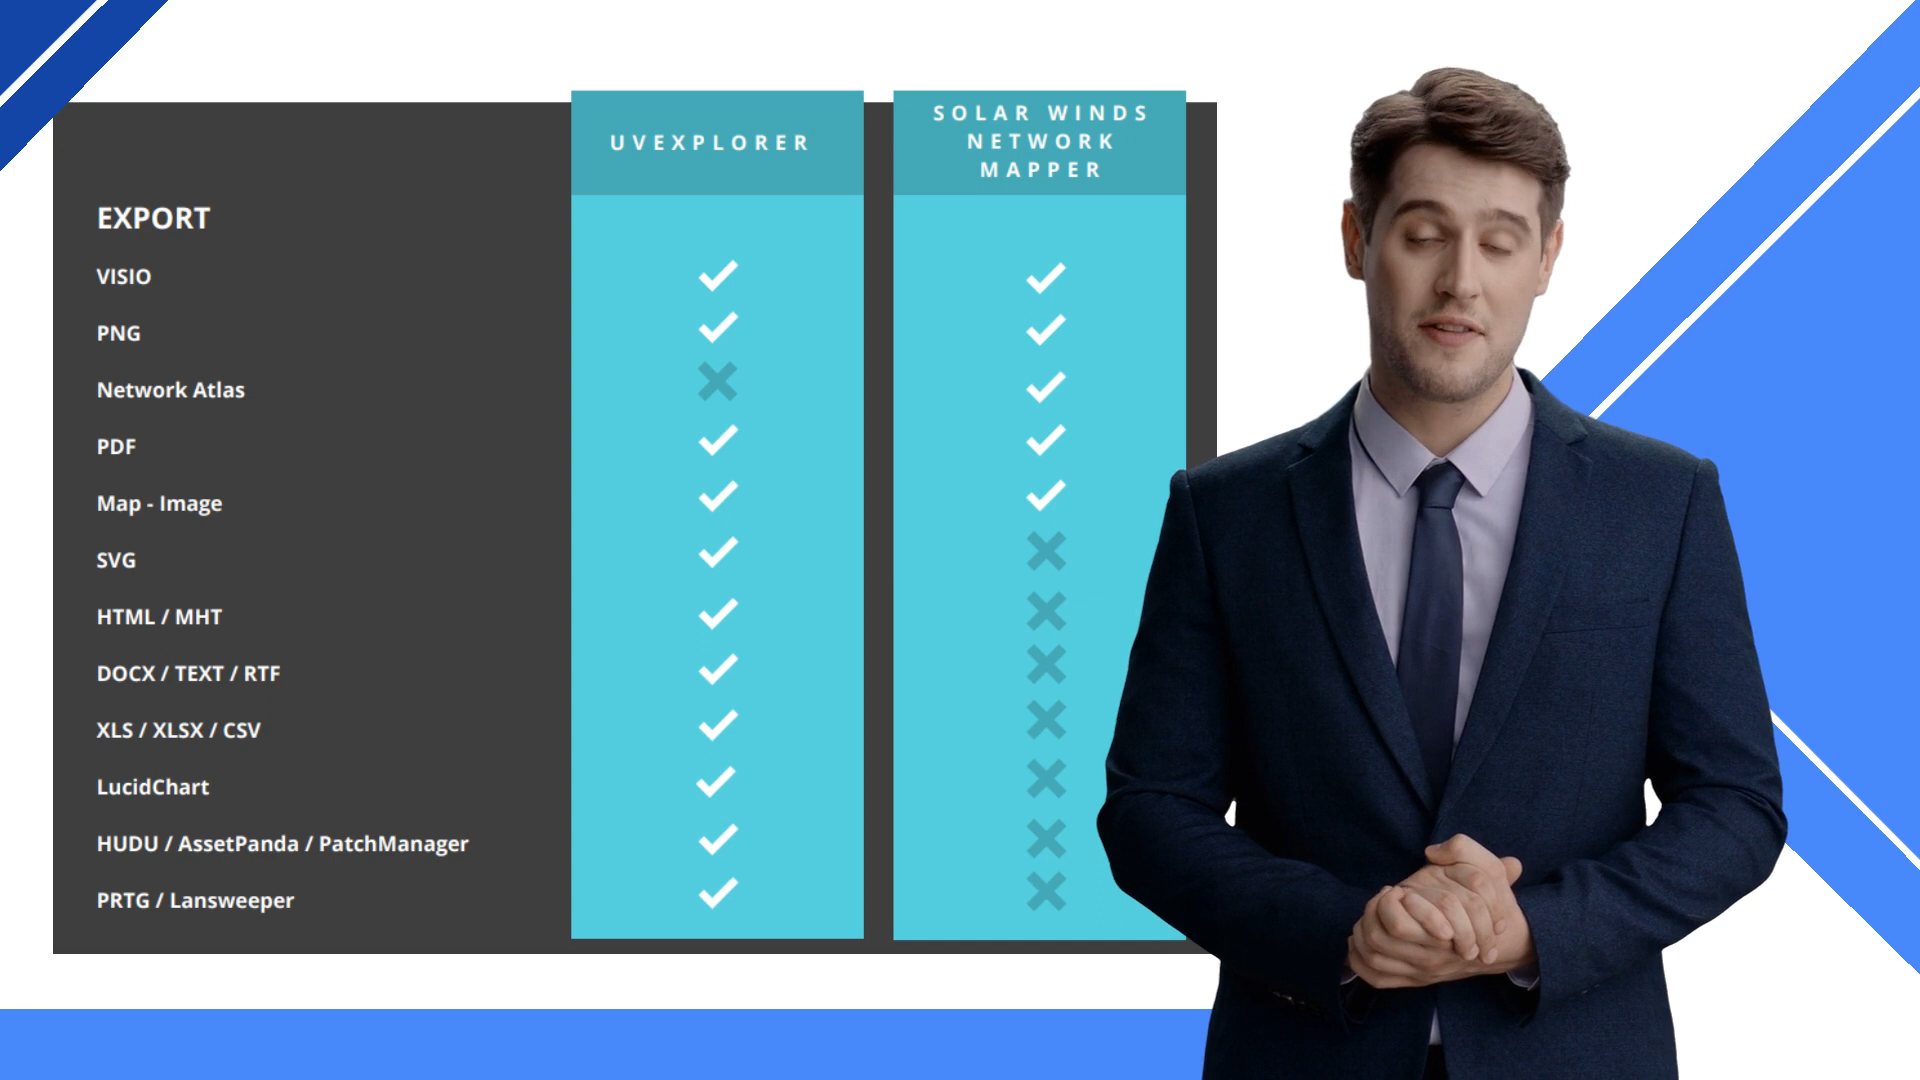 UVEXPLORER
SOLAR WINDS
NETWORK
MAPPER
EXPORT
VISIO
PNG
Network Atlas
PDF
Map - Image
SVG
HTML / MHT
DOCX / TEXT / RTF
XLS / XLSX / CSV
LucidChart
HUDU / AssetPanda / PatchManager
PRTG / Lansweeper